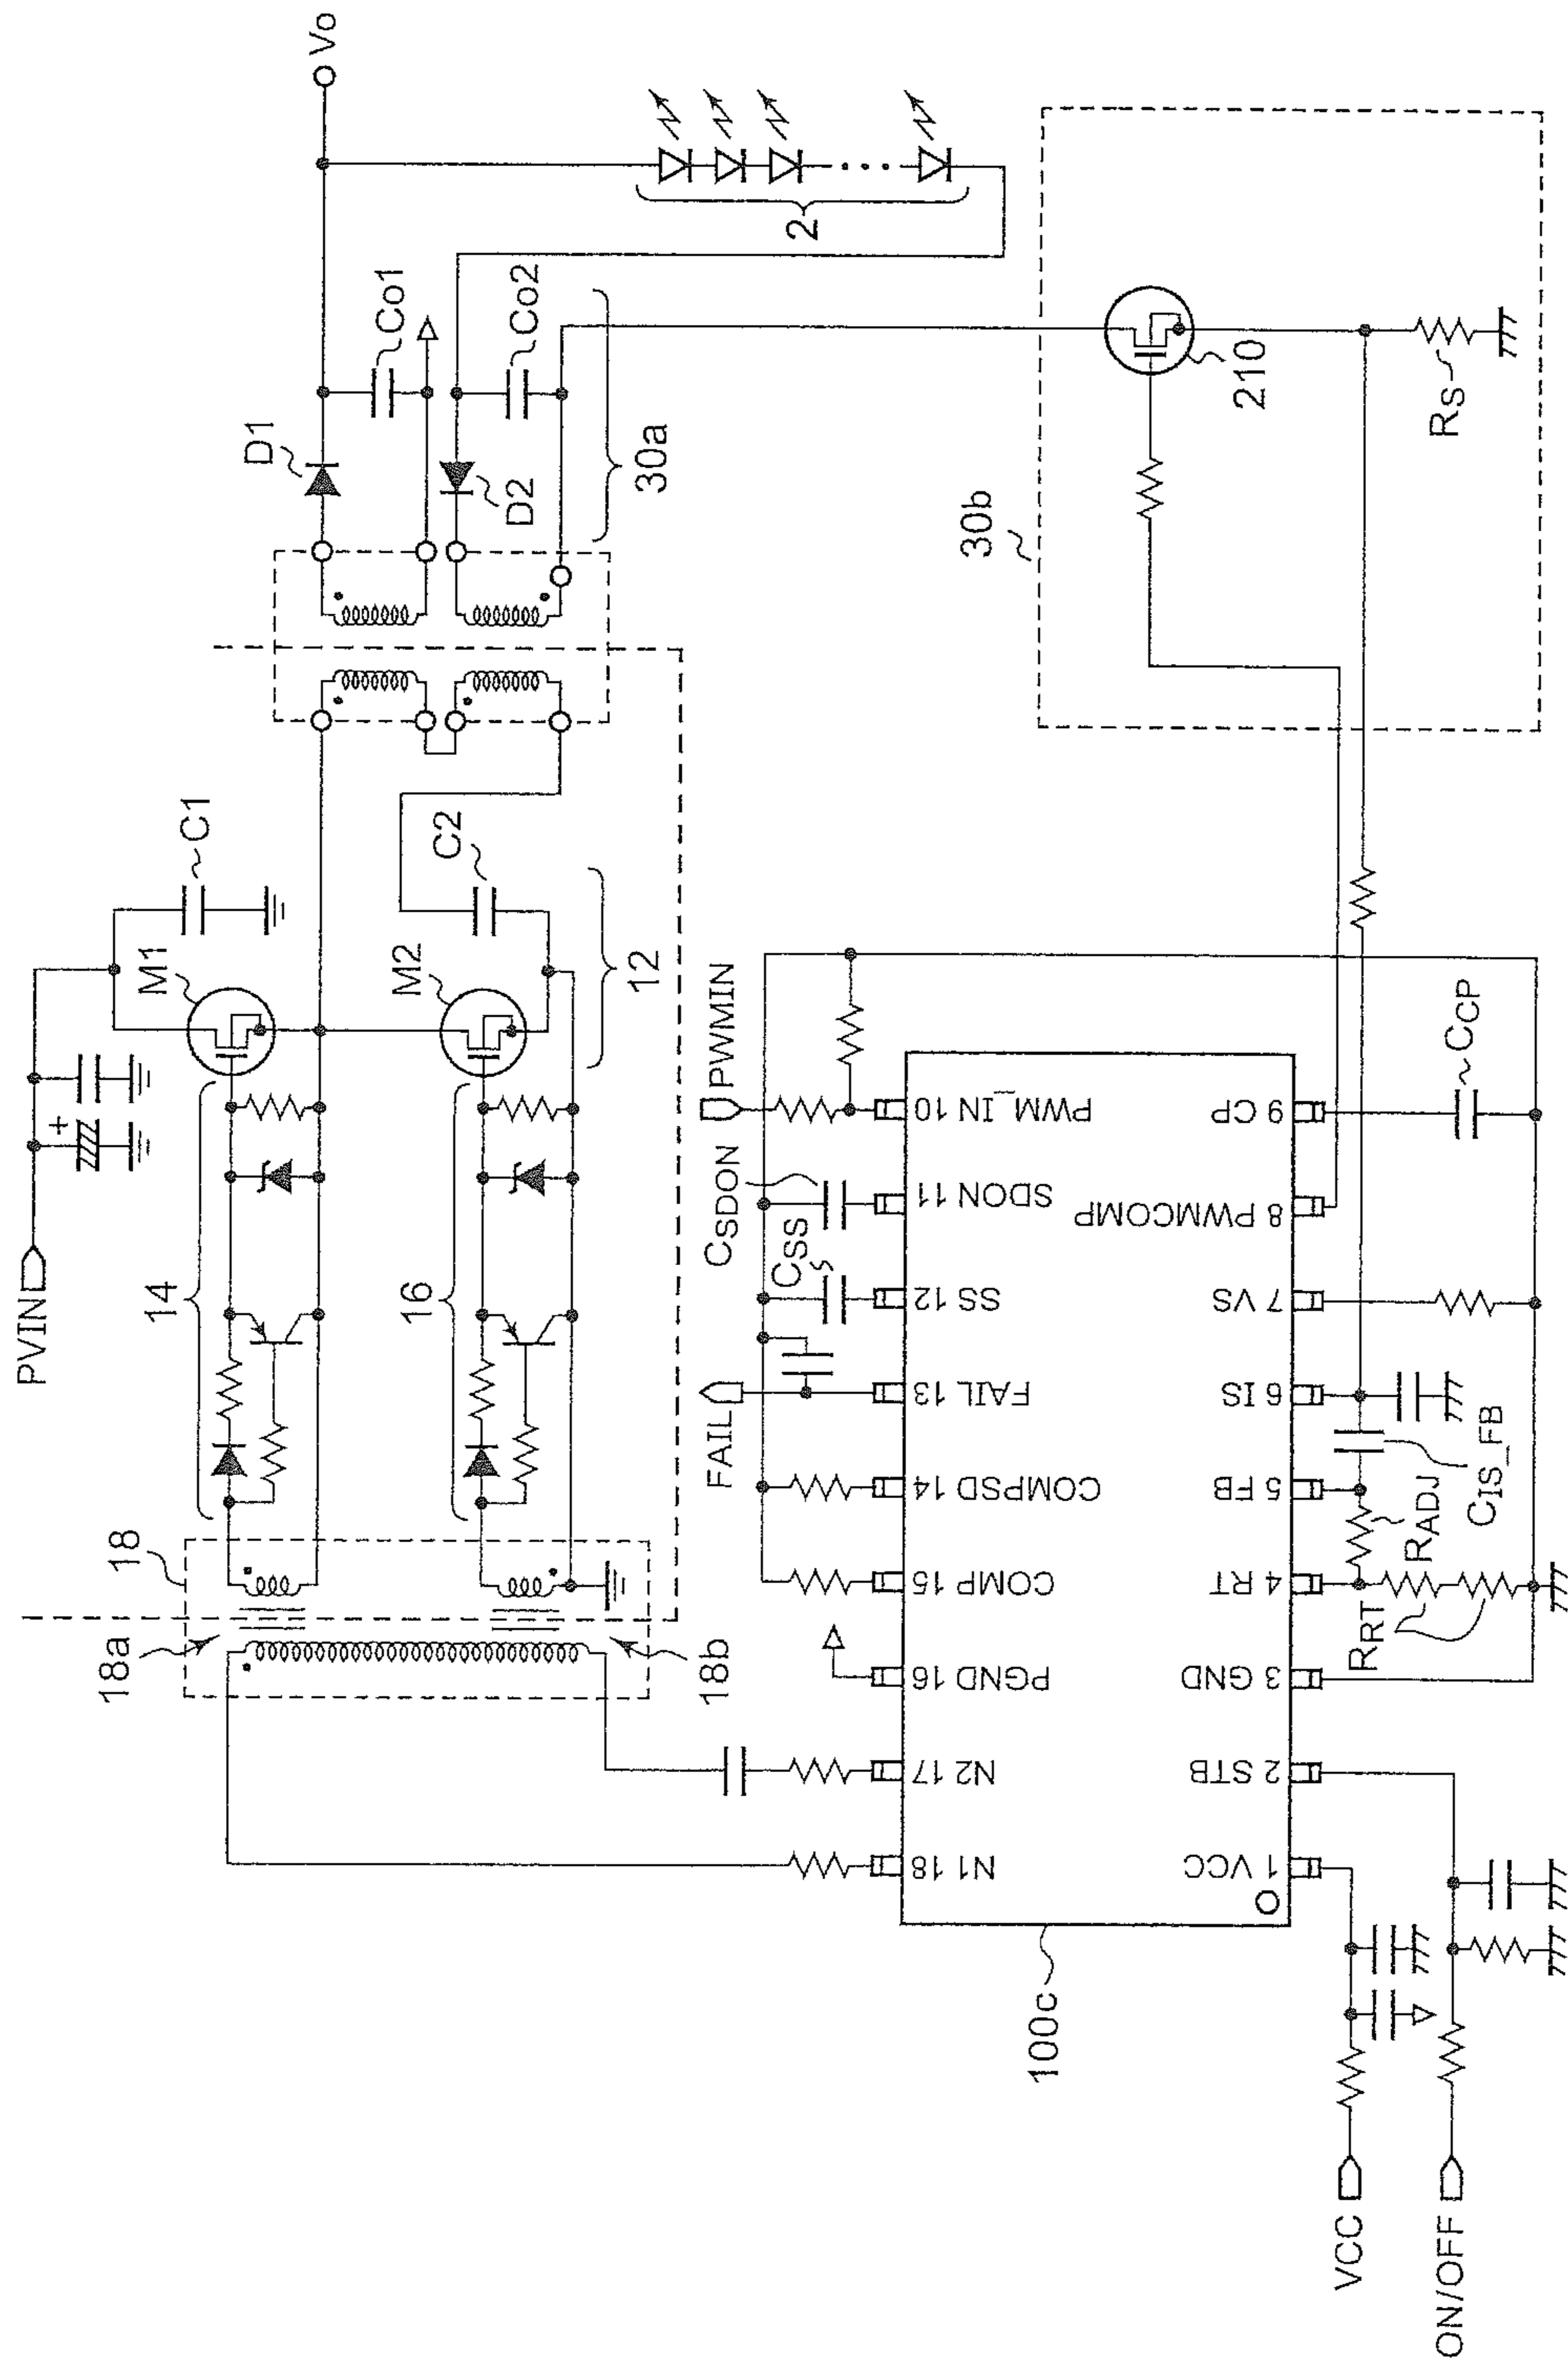 PVIN
+
C1
M1
14
18
18a
Vo
D1
Co1
Co2
D2
30a
2
M2
C2
12
16
18b
PWMIN
CSDON
CSS
FAIL
N1 18
N2 17
PGND 16
COMP 15
COMPSD 14
FAIL 13
SS 12
SDON 11
PWM_IN 10
1 VCC
2 STB
3 GND
4 RT
5 FB
6 IS
7 VS
8 PWMCOMP
9 CP
100c
RRT
RADJ
CIS_FB
CCP
30b
210
RS
VCC
ON/OFF